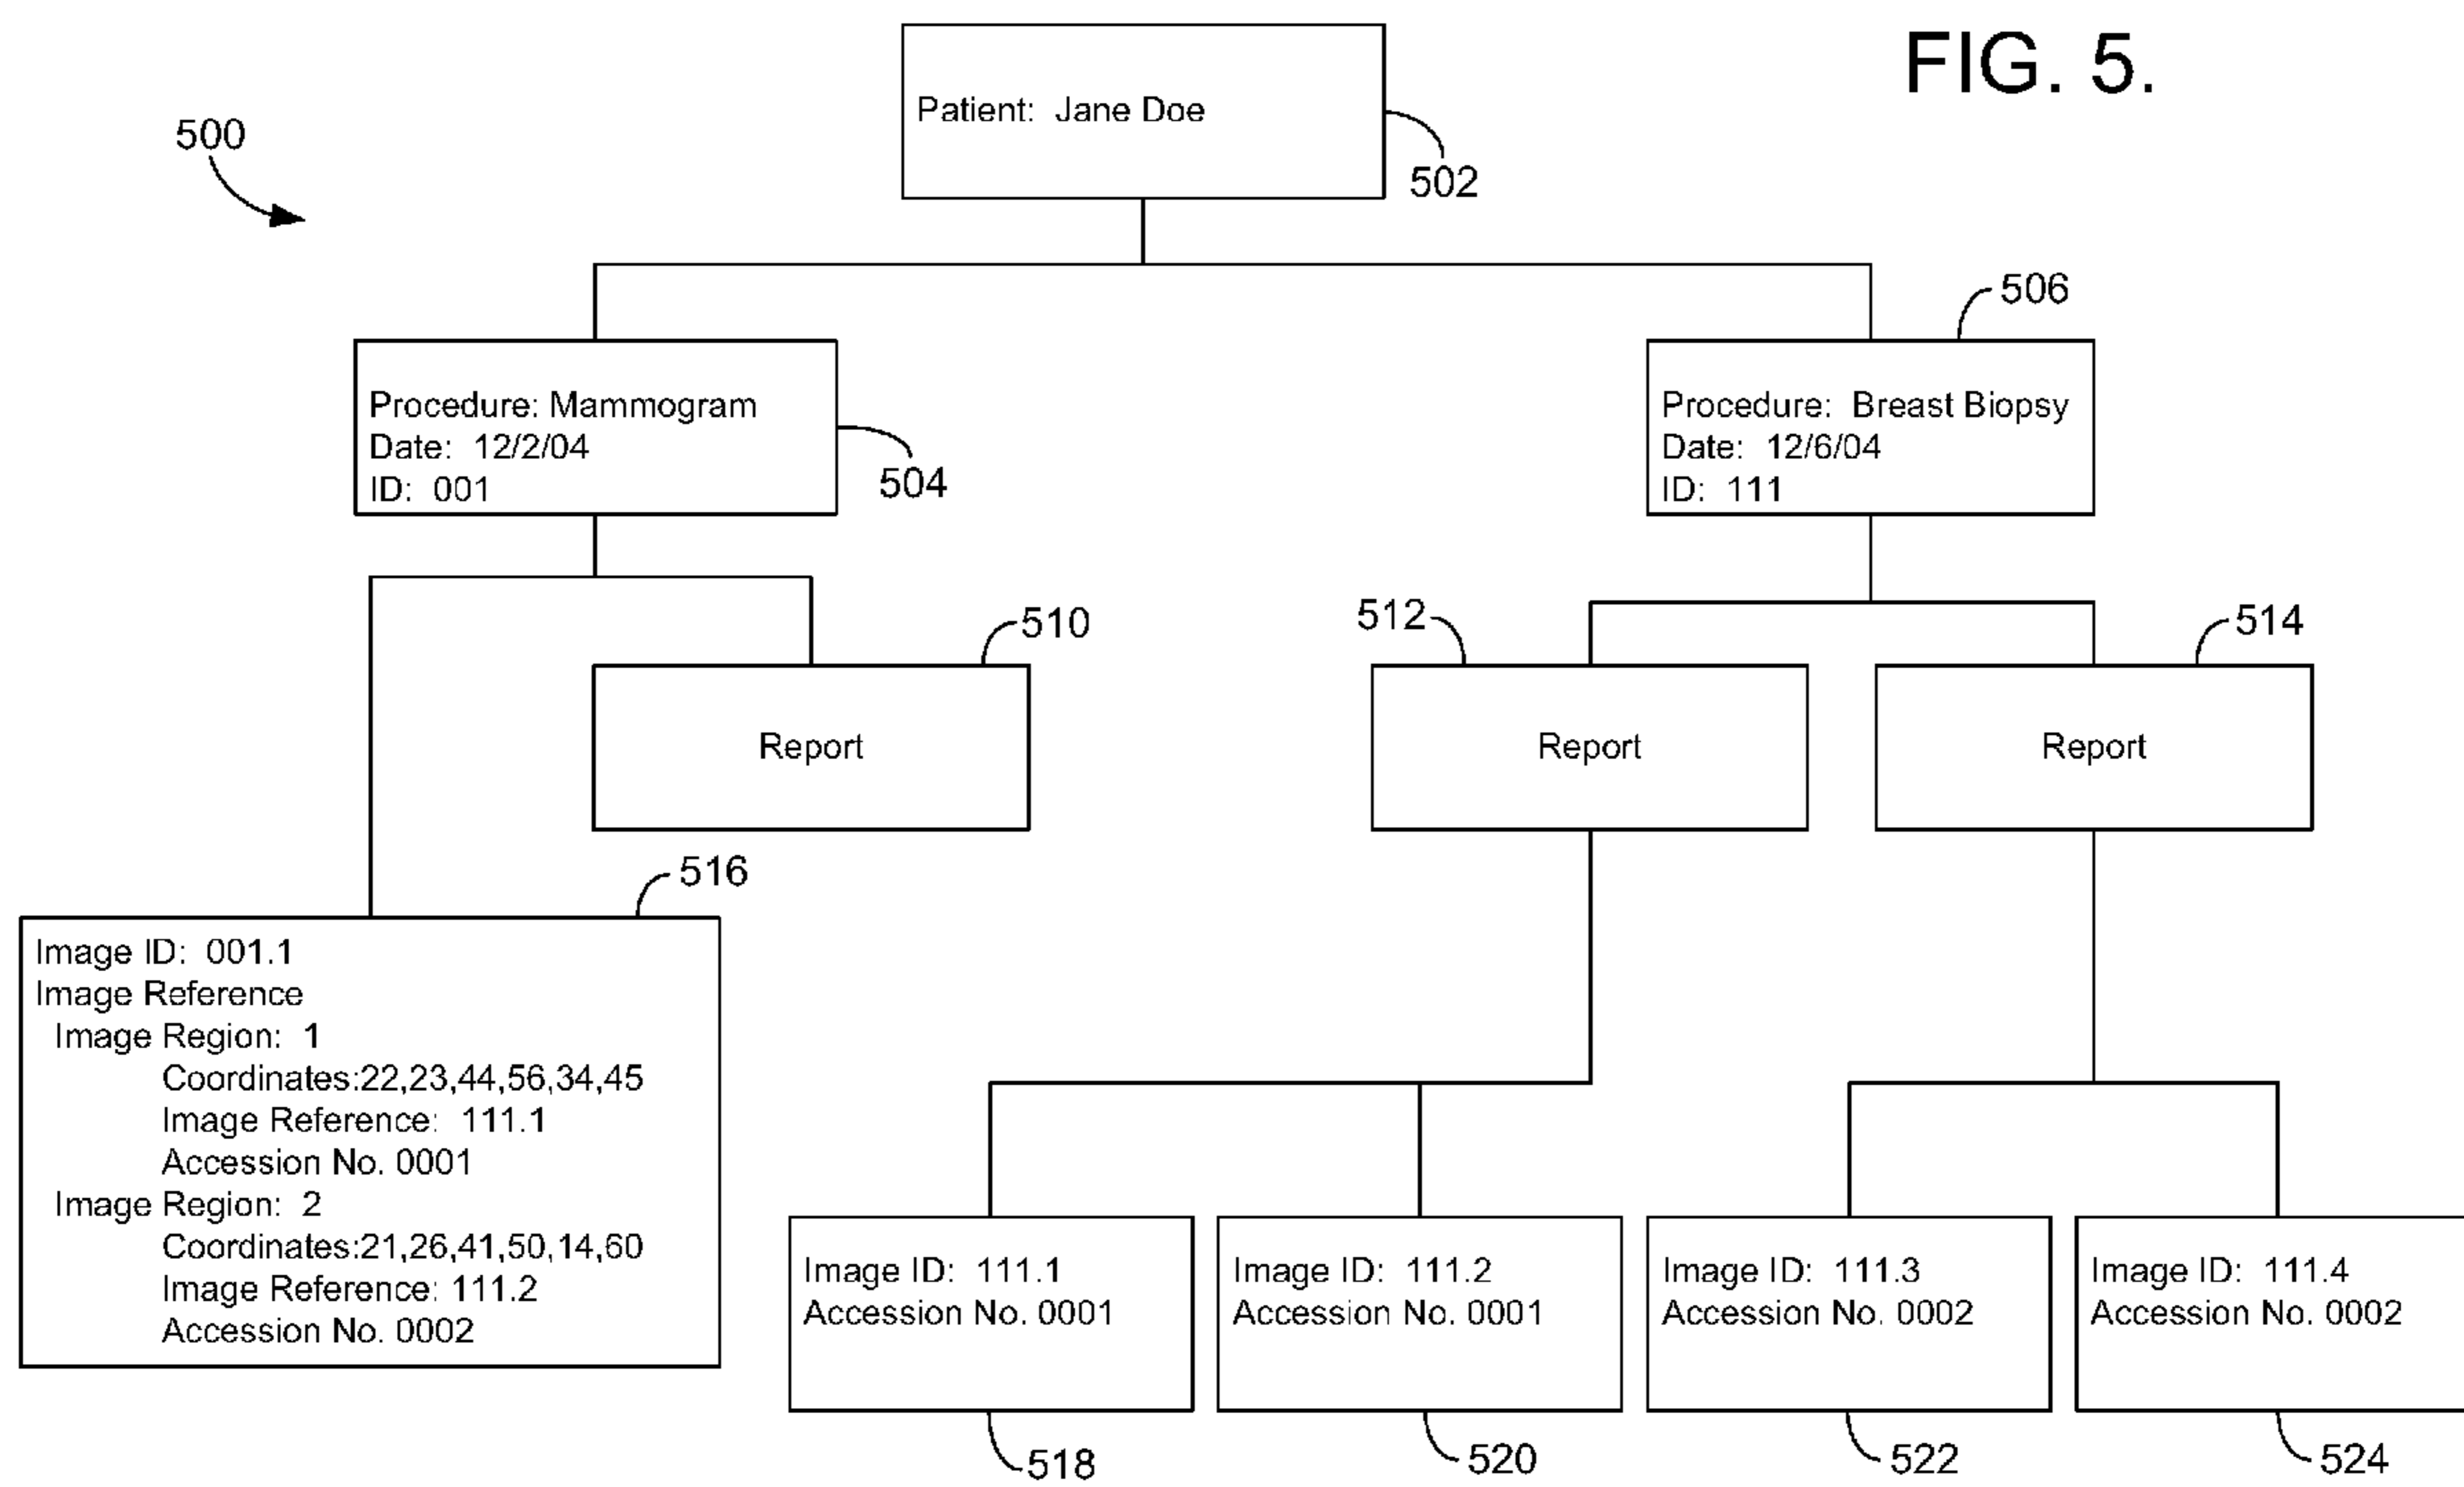 FIG. 5.
500
Patient: Jane Doe
502
506
Procedure: Mammogram
Date: 12/2/04
ID: 001
504
Procedure: Breast Biopsy
Date: 12/6/04
ID: 111
510
512
514
Report
Report
Report
516
Image ID: 001.1
Image Reference
Image Region: 1
Coordinates:22,23,44,56,34,45
Image Reference: 111.1
Accession No. 0001
Image Region: 2
Coordinates:21,26,41,50,14,60
Image Reference: 111.2
Accession No. 0002
Image ID: 111.1
Accession No. 0001
Image ID: 111.2
Accession No. 0001
Image ID: 111.3
Accession No. 0002
Image ID: 111.4
Accession No. 0002
518
520
522
524